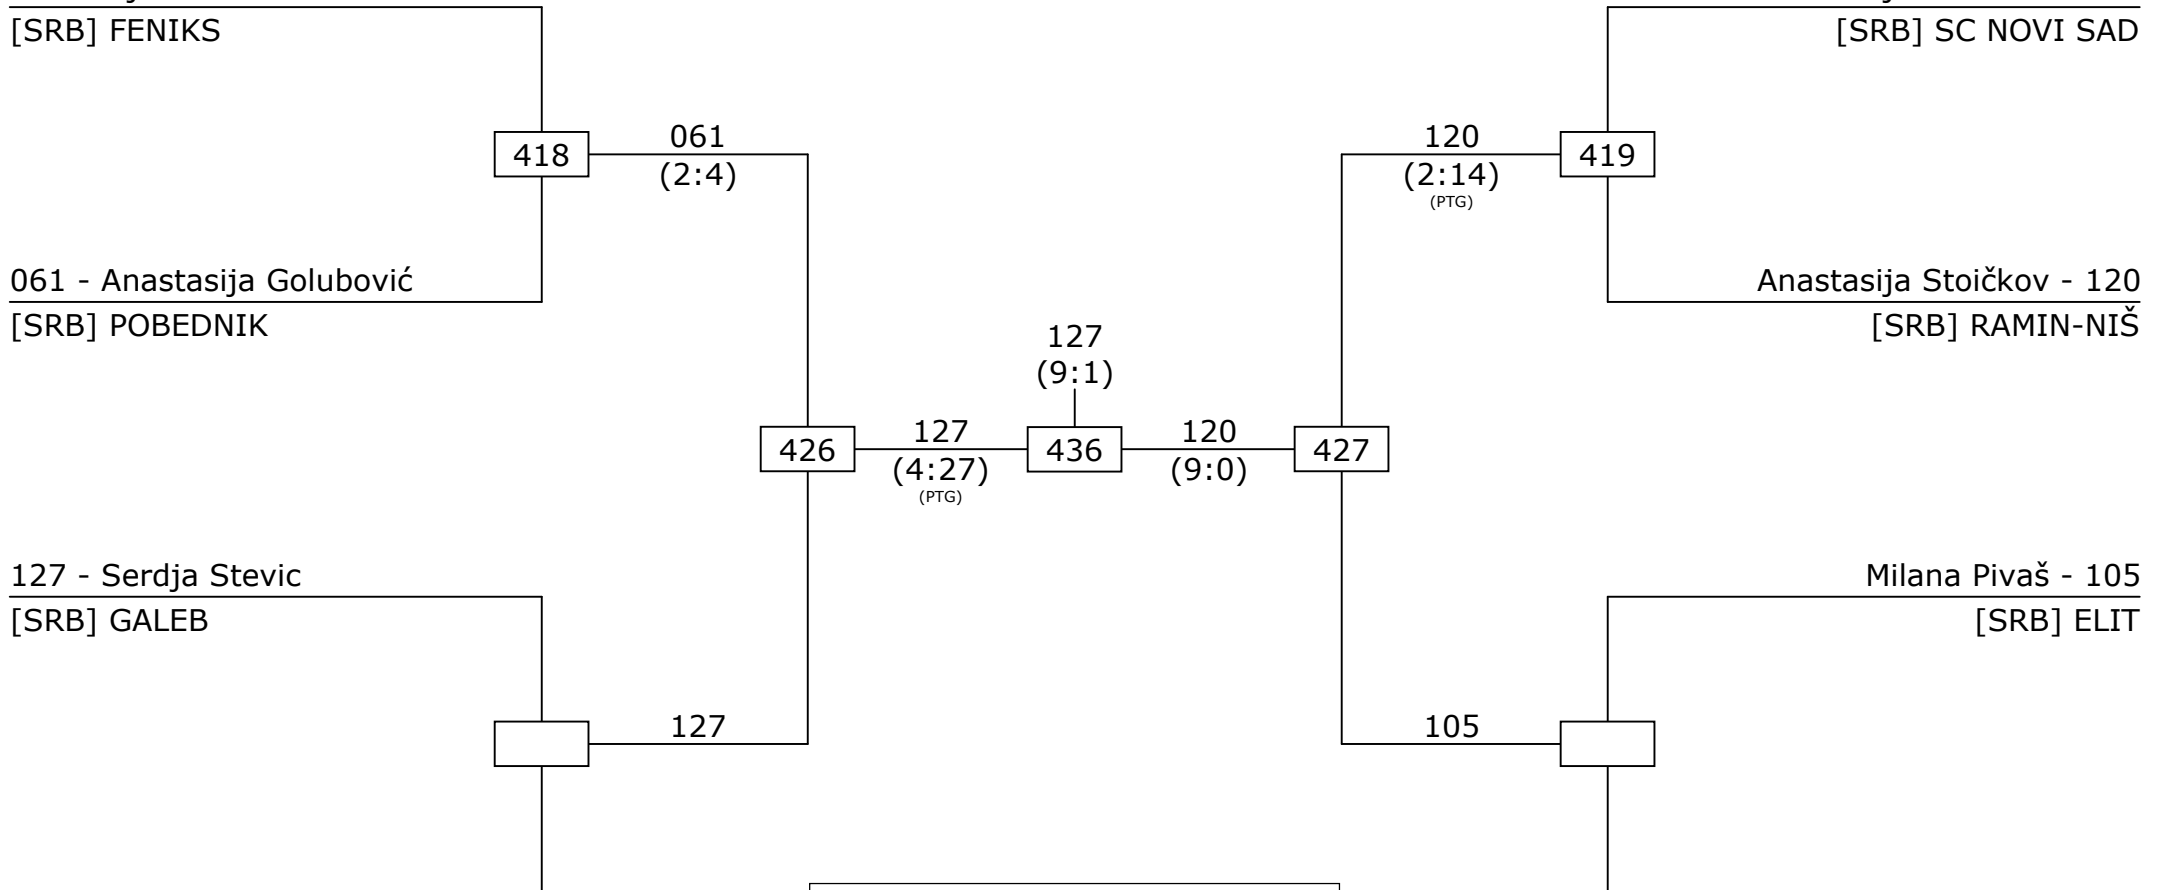 [SRB] FENIKS
[SRB] SC NOVI SAD
418
061
(2:4)
120
(2:14)
(PTG)
419
061 - Anastasija Golubović
[SRB] POBEDNIK
Anastasija Stoičkov - 120
[SRB] RAMIN-NIŠ
127
(9:1)
426
127
(4:27)
(PTG)
436
120
(9:0)
427
127 - Serdja Stevic
[SRB] GALEB
Milana Pivaš - 105
[SRB] ELIT
127
105